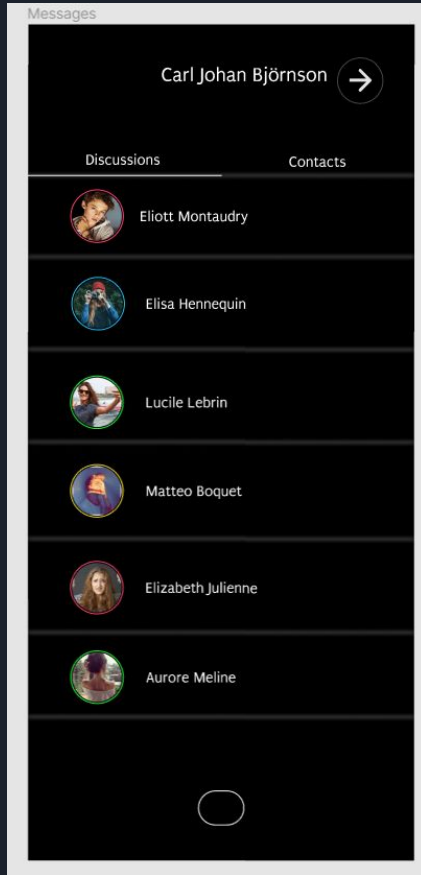 Messages
Carl Johan Björnson
Discussions
Contacts
Eliott Montaudry
Elisa Hennequin
Lucile Lebrin
Matteo Boquet
Elizabeth Julienne
Aurore Meline